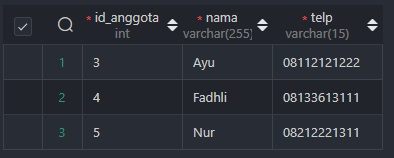 * id_anggota * nama * telp
int varchar(255) varchar(15)
1 3 Ayu 08112121222
2 4 Fadhli 08133613111
3 5 Nur 08212221311